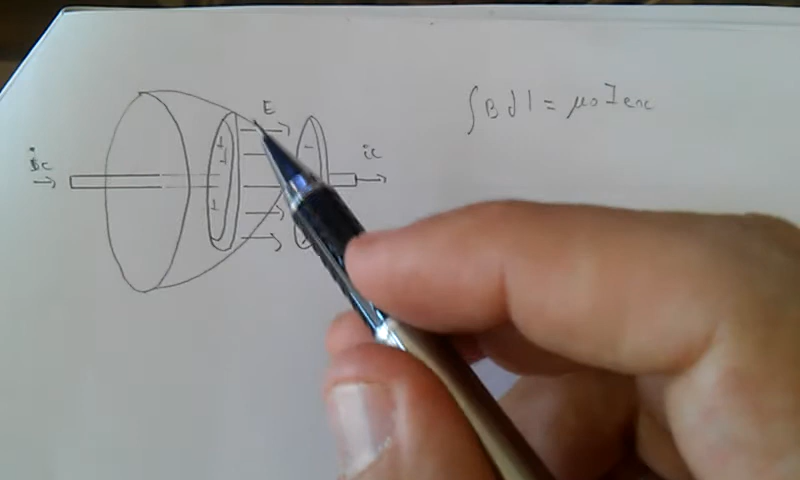 E
∫B dl = μ0 I enc
ic
ic
+
+
+
-